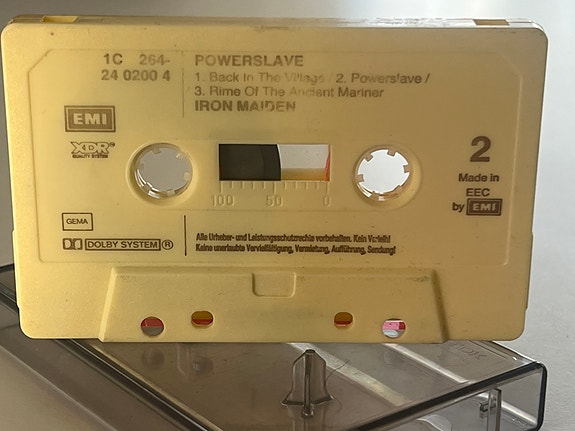 1C 264-
24 0200 4
POWERSLAVE
1. Back In The Village / 2. Powerslave /
3. Rime Of The Ancient Mariner
IRON MAIDEN
EMI
XDR
QUALITY SYSTEM
2
Made in
EEC
by EMI
100 50 0
GEMA
DOLBY SYSTEM ®
Alle Urheber- und Leistungsschutzrechte vorbehalten. Kein Verleih!
Keine unerlaubte Vervielfältigung, Vermietung, Aufführung, Sendung!